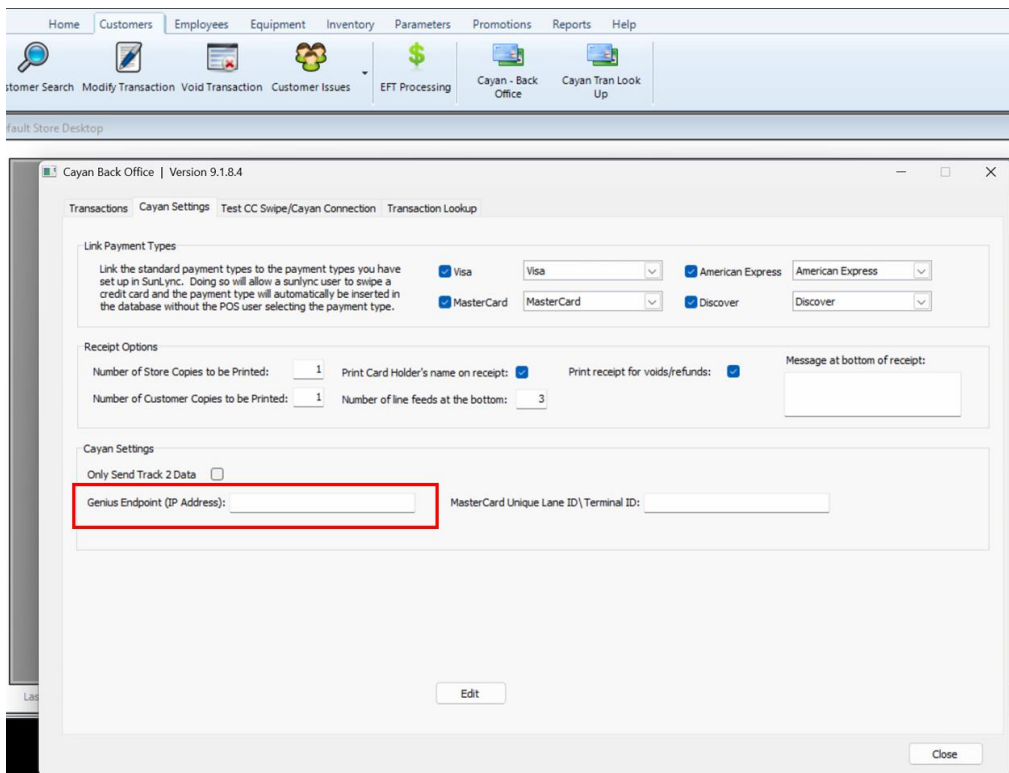 Home Customers Employees Equipment Inventory Parameters Promotions Reports Help
stomer Search Modify Transaction Void Transaction Customer Issues EFT Processing Cayan - Back Office Cayan Tran Look Up
fault Store Desktop
Cayan Back Office | Version 9.1.8.4
Transactions Cayan Settings Test CC Swipe/Cayan Connection Transaction Lookup
Link Payment Types
Link the standard payment types to the payment types you have
set up in SunLync. Doing so will allow a sunlync user to swipe a
credit card and the payment type will automatically be inserted in
the database without the POS user selecting the payment type.
Visa Visa American Express American Express
MasterCard MasterCard Discover Discover
Receipt Options
Number of Store Copies to be Printed: 1 Print Card Holder's name on receipt: Print receipt for voids/refunds: Message at bottom of receipt:
Number of Customer Copies to be Printed: 1 Number of line feeds at the bottom: 3
Cayan Settings
Only Send Track 2 Data
Genius Endpoint (IP Address): MasterCard Unique Lane ID\Terminal ID:
Las
Edit
Close